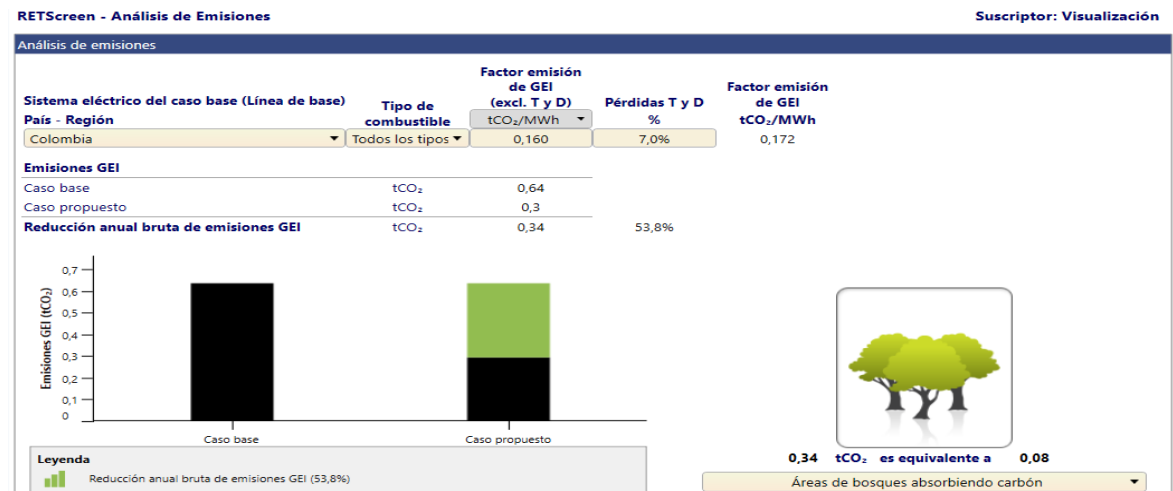 RETScreen - Análisis de Emisiones Suscriptor: Visualización
Análisis de emisiones
Factor emisión
de GEI Factor emisión
Sistema eléctrico del caso base (Línea de base) Tipo de (excl. T y D) Pérdidas T y D de GEI
País - Región combustible tCO₂/MWh % tCO₂/MWh
Colombia Todos los tipos 0,160 7,0% 0,172
Emisiones GEI
Caso base tCO₂ 0,64
Caso propuesto tCO₂ 0,3
Reducción anual bruta de emisiones GEI tCO₂ 0,34 53,8%
Emisiones GEI (tCO₂)
0,7
0,6
0,5
0,4
0,3
0,2
0,1
0
Caso base Caso propuesto
Leyenda
Reducción anual bruta de emisiones GEI (53,8%)
0,34 tCO₂ es equivalente a 0,08
Áreas de bosques absorbiendo carbón